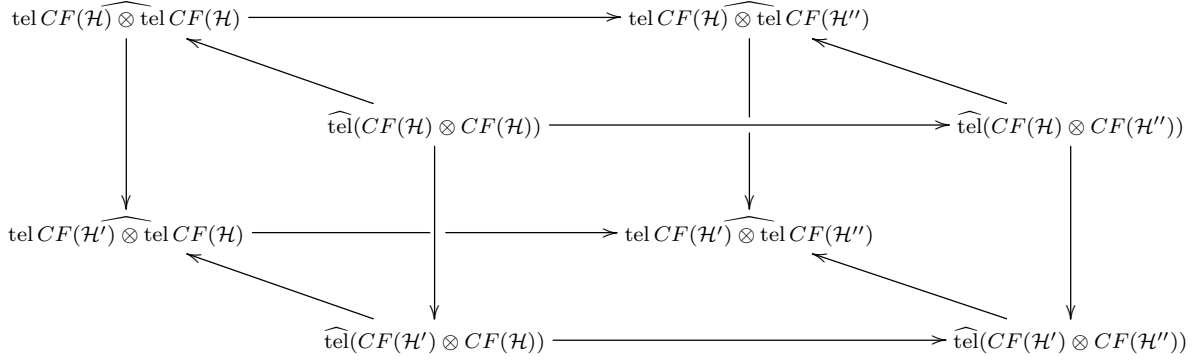 tel CF(ℋ) ⊗̂ tel CF(ℋ) tel CF(ℋ) ⊗̂ tel CF(ℋ′′)
t͡el(CF(ℋ) ⊗ CF(ℋ)) t͡el(CF(ℋ) ⊗ CF(ℋ′′))
tel CF(ℋ′) ⊗̂ tel CF(ℋ) tel CF(ℋ′) ⊗̂ tel CF(ℋ′′)
t͡el(CF(ℋ′) ⊗ CF(ℋ)) t͡el(CF(ℋ′) ⊗ CF(ℋ′′))